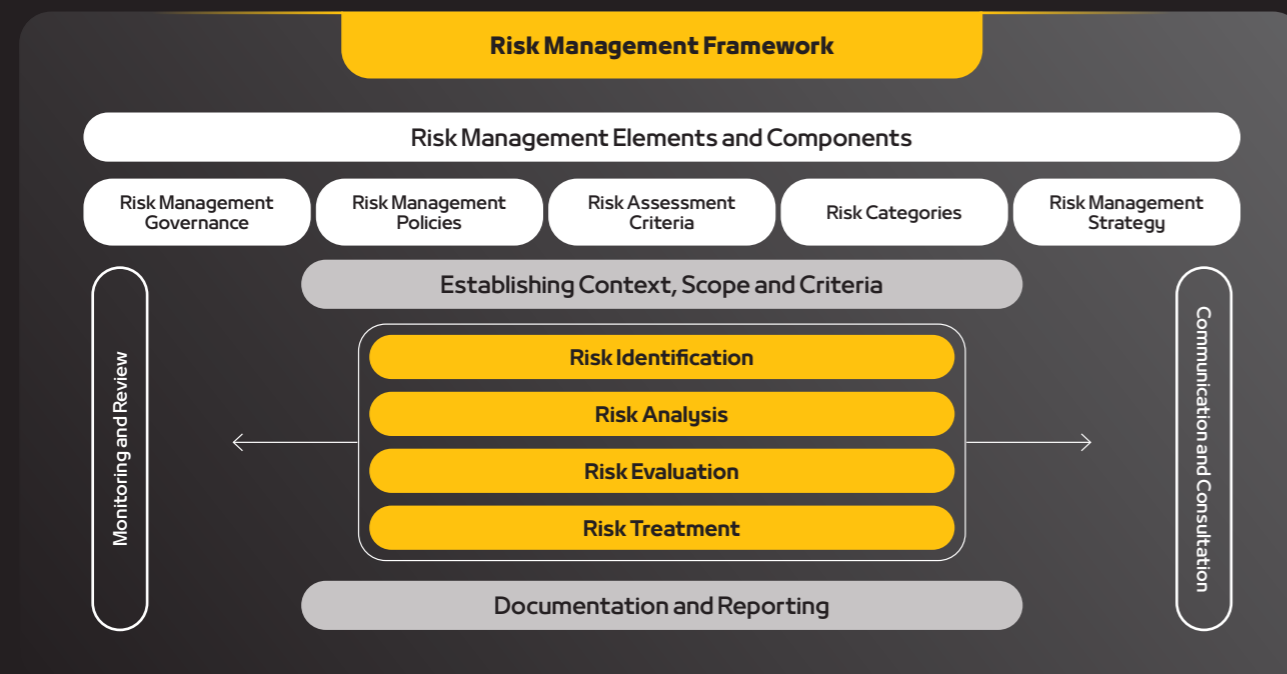 Risk Management Framework
Risk Management Elements and Components
Risk Management
Governance
Risk Management
Policies
Risk Assessment
Criteria
Risk Categories
Risk Management
Strategy
Establishing Context, Scope and Criteria
Monitoring and Review
Risk Identification
Risk Analysis
Risk Evaluation
Risk Treatment
Communication and Consultation
Documentation and Reporting